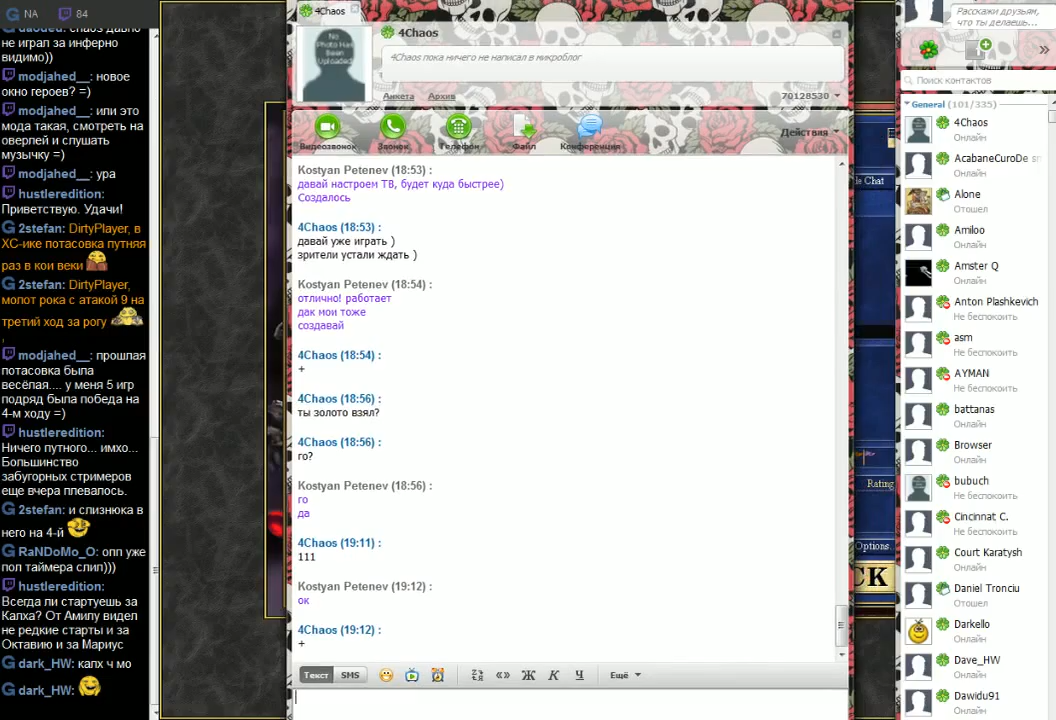 NA 84
не играл за инферно
видимо))
modjahed__: новое
окно героев? =)
modjahed__: или это
мода такая, смотреть на
оверлей и слушать
музычку =)
modjahed__: ура
hustleredition:
Приветствую. Удачи!
2stefan: DirtyPlayer, в
ХС-ике потасовка путняя
раз в кои веки
2stefan: DirtyPlayer,
молот рока с атакой 9 на
третий ход за рогу
modjahed__: прошлая
потасовка была
весёлая.... у меня 5 игр
подряд была победа на
4-м ходу =)
hustleredition:
Ничего путного... имхо...
Большинство
забугорных стримеров
еще вчера плевалось.
2stefan: и слизнюка в
него на 4-й
RaNDoMo_O: опп уже
пол таймера слип)))
hustleredition:
Всегда ли стартуешь за
Калха? От Амилу видел
не редкие старты и за
Октавию и за Мариус
dark_HW: калх ч мо
dark_HW:
4Chaos
No Photo Has Been Uploaded
4Chaos
4Chaos пока ничего не написал в микроблог
Анкета Архив
70128530
Видеозвонок Звонок Телефон Файл Конференция
Действия
Kostyan Petenev (18:53) :
давай настроем ТВ, будет куда быстрее)
Создалось
4Chaos (18:53) :
давай уже играть )
зрители устали ждать )
Kostyan Petenev (18:54) :
отлично! работает
дак мои тоже
создавай
4Chaos (18:54) :
+
4Chaos (18:56) :
ты золото взял?
4Chaos (18:56) :
го?
Kostyan Petenev (18:56) :
го
да
4Chaos (19:11) :
111
Kostyan Petenev (19:12) :
ок
4Chaos (19:12) :
+
Текст SMS
Ж К Ч Ещё
le Chat
Rating
Options..
CK
Расскажи друзьям,
что ты делаешь...
Поиск контактов
General (101/335)
4Chaos
Онлайн
AcabaneCuroDe sn
Онлайн
Alone
Отошел
Amiloo
Онлайн
Amster Q
Онлайн
Anton Plashkevich
Не беспокоить
asm
Не беспокоить
AYMAN
Не беспокоить
battanas
Онлайн
Browser
Онлайн
bubuch
Не беспокоить
Cincinnat C.
Не беспокоить
Court Karatysh
Онлайн
Daniel Tronciu
Отошел
Darkello
Онлайн
Dave_HW
Онлайн
Dawidu91
Онлайн